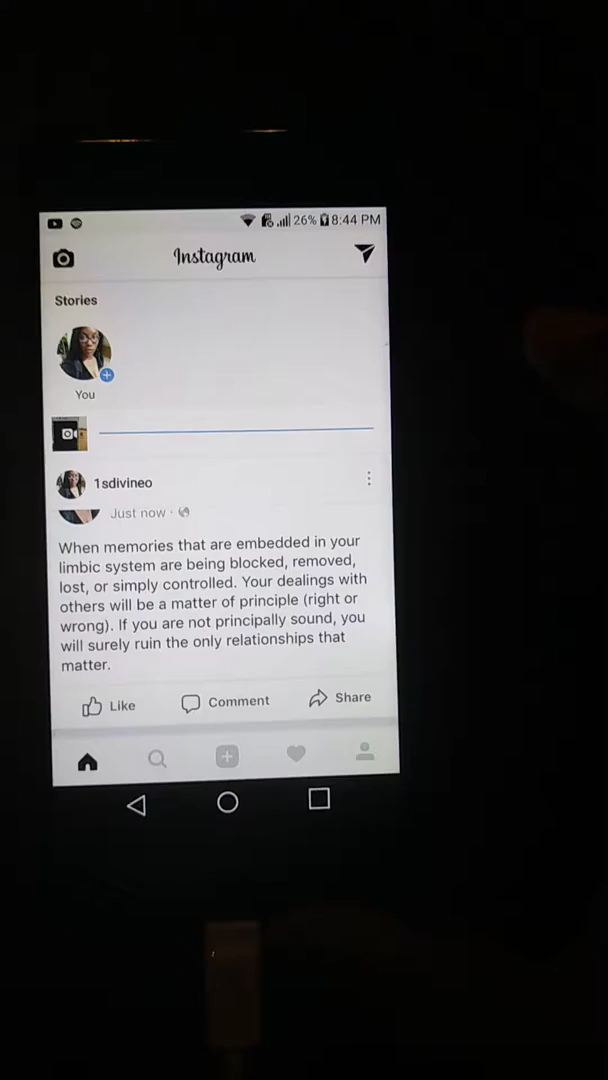 26% 8:44 PM
Instagram
Stories
You
1sdivineo
Just now ·
When memories that are embedded in your
limbic system are being blocked, removed,
lost, or simply controlled. Your dealings with
others will be a matter of principle (right or
wrong). If you are not principally sound, you
will surely ruin the only relationships that
matter.
Like Comment Share